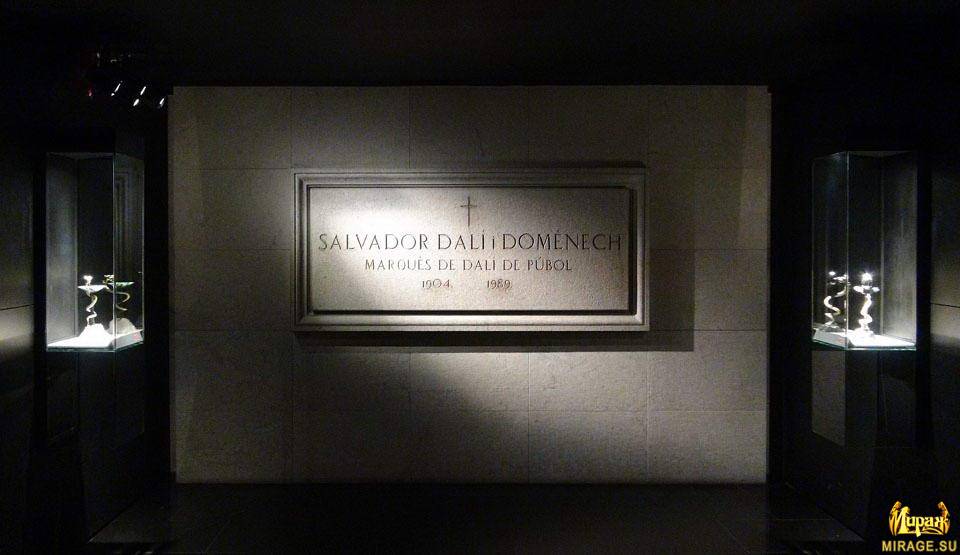 SALVADOR DALÍ i DOMÈNECH
MARQUÈS DE DALÍ DE PÚBOL
1904 1989
Мираж
MIRAGE.SU